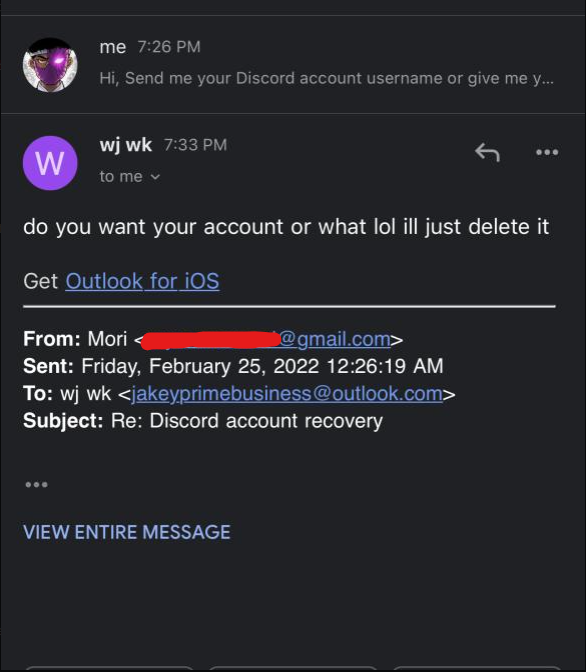 me 7:26 PM
Hi, Send me your Discord account username or give me y...
W
wj wk 7:33 PM
to me
do you want your account or what lol ill just delete it
Get Outlook for iOS
From: Mori < @gmail.com>
Sent: Friday, February 25, 2022 12:26:19 AM
To: wj wk <jakeyprimebusiness@outlook.com>
Subject: Re: Discord account recovery
VIEW ENTIRE MESSAGE